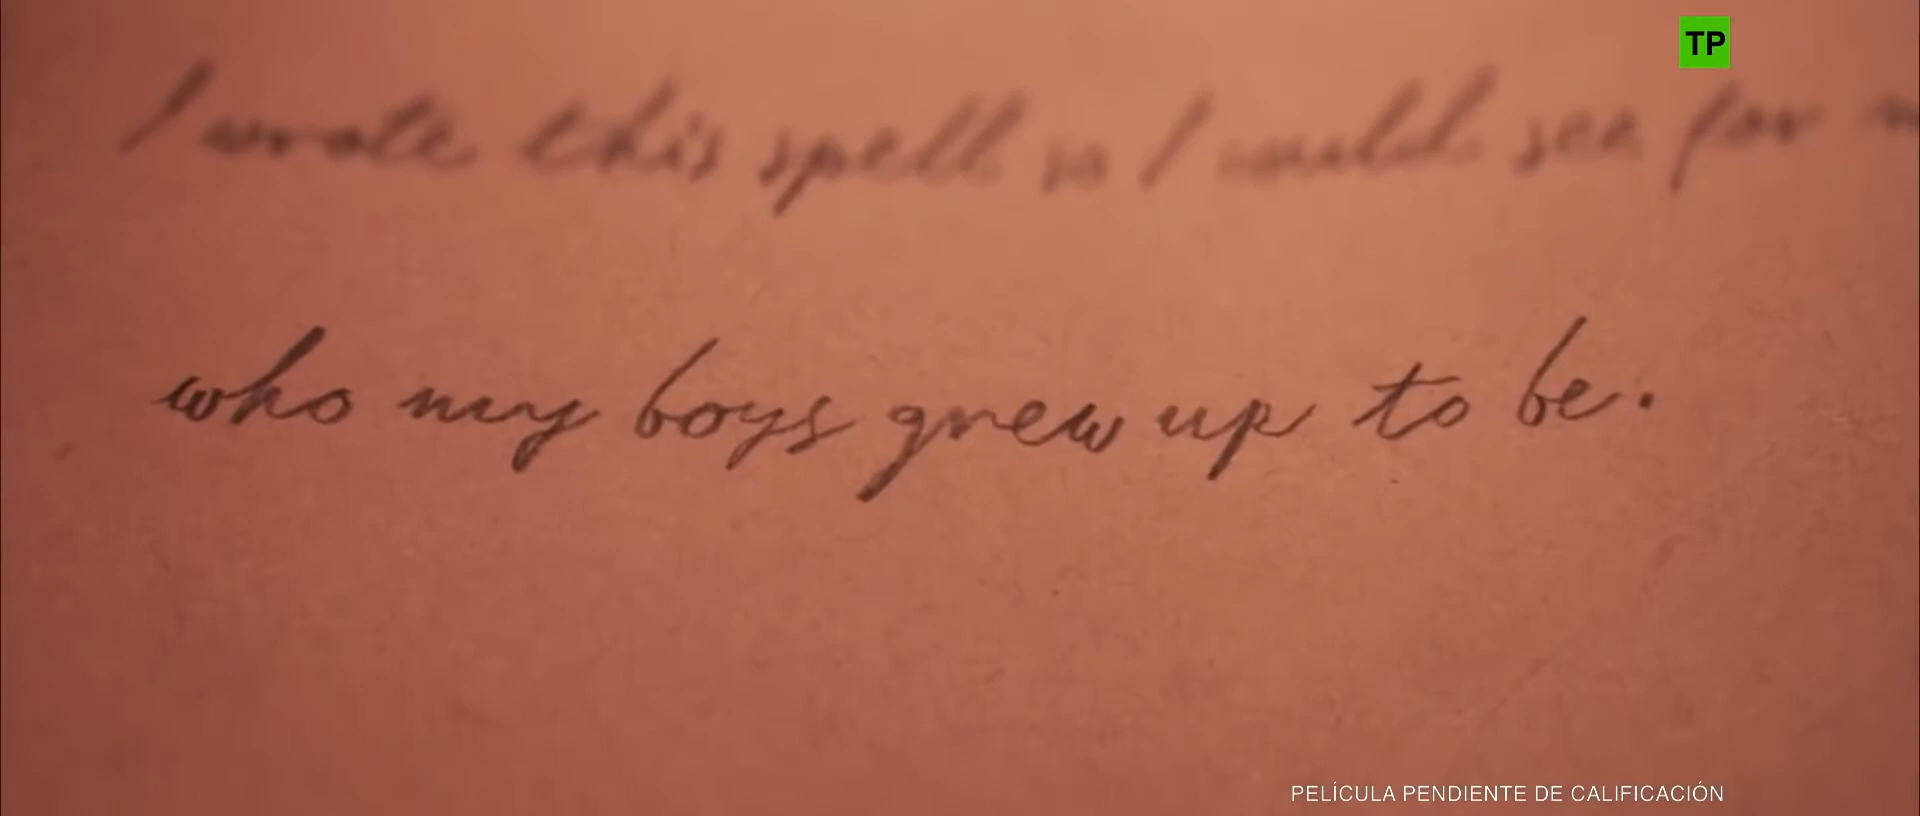 TP
I wrote this spell so I could see for
who my boys grew up to be.
PELÍCULA PENDIENTE DE CALIFICACIÓN